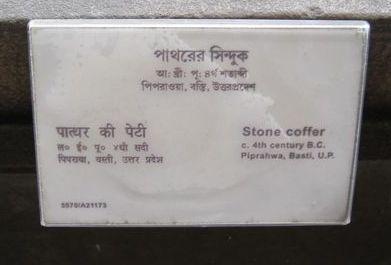 পাথরের সিন্দুক
আঃ খ্রীঃ পূঃ ৪র্থ শতাব্দী
পিপরাওয়া, বস্তি, উত্তরপ্রদেশ
पात्थर की पेटी
ल० ई० पू० ४थी सदी
पिपरावा, बस्ती, उत्तर प्रदेश
Stone coffer
c. 4th century B.C.
Piprahwa, Basti, U.P.
5576/A21173